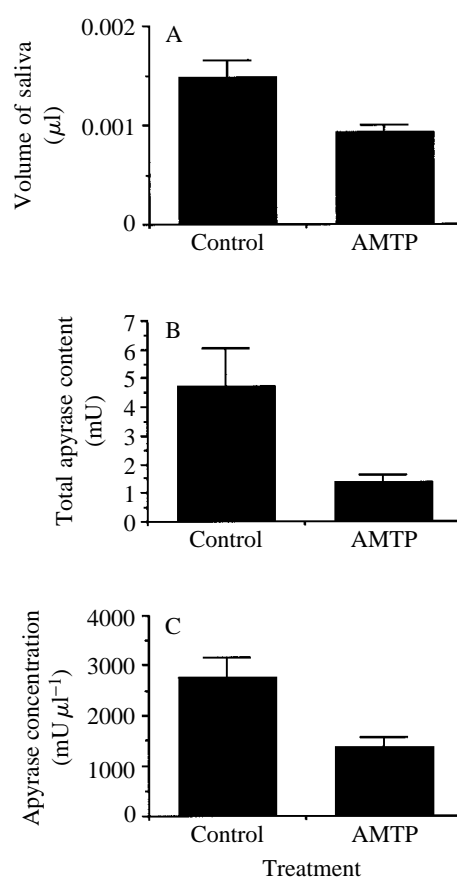 A
Volume of saliva
(μl)
0.002
0.001
0
Control AMTP
B
Total apyrase content
(mU)
7
6
5
4
3
2
1
0
Control AMTP
C
Apyrase concentration
(mU μl⁻¹)
4000
3000
2000
1000
0
Control AMTP
Treatment